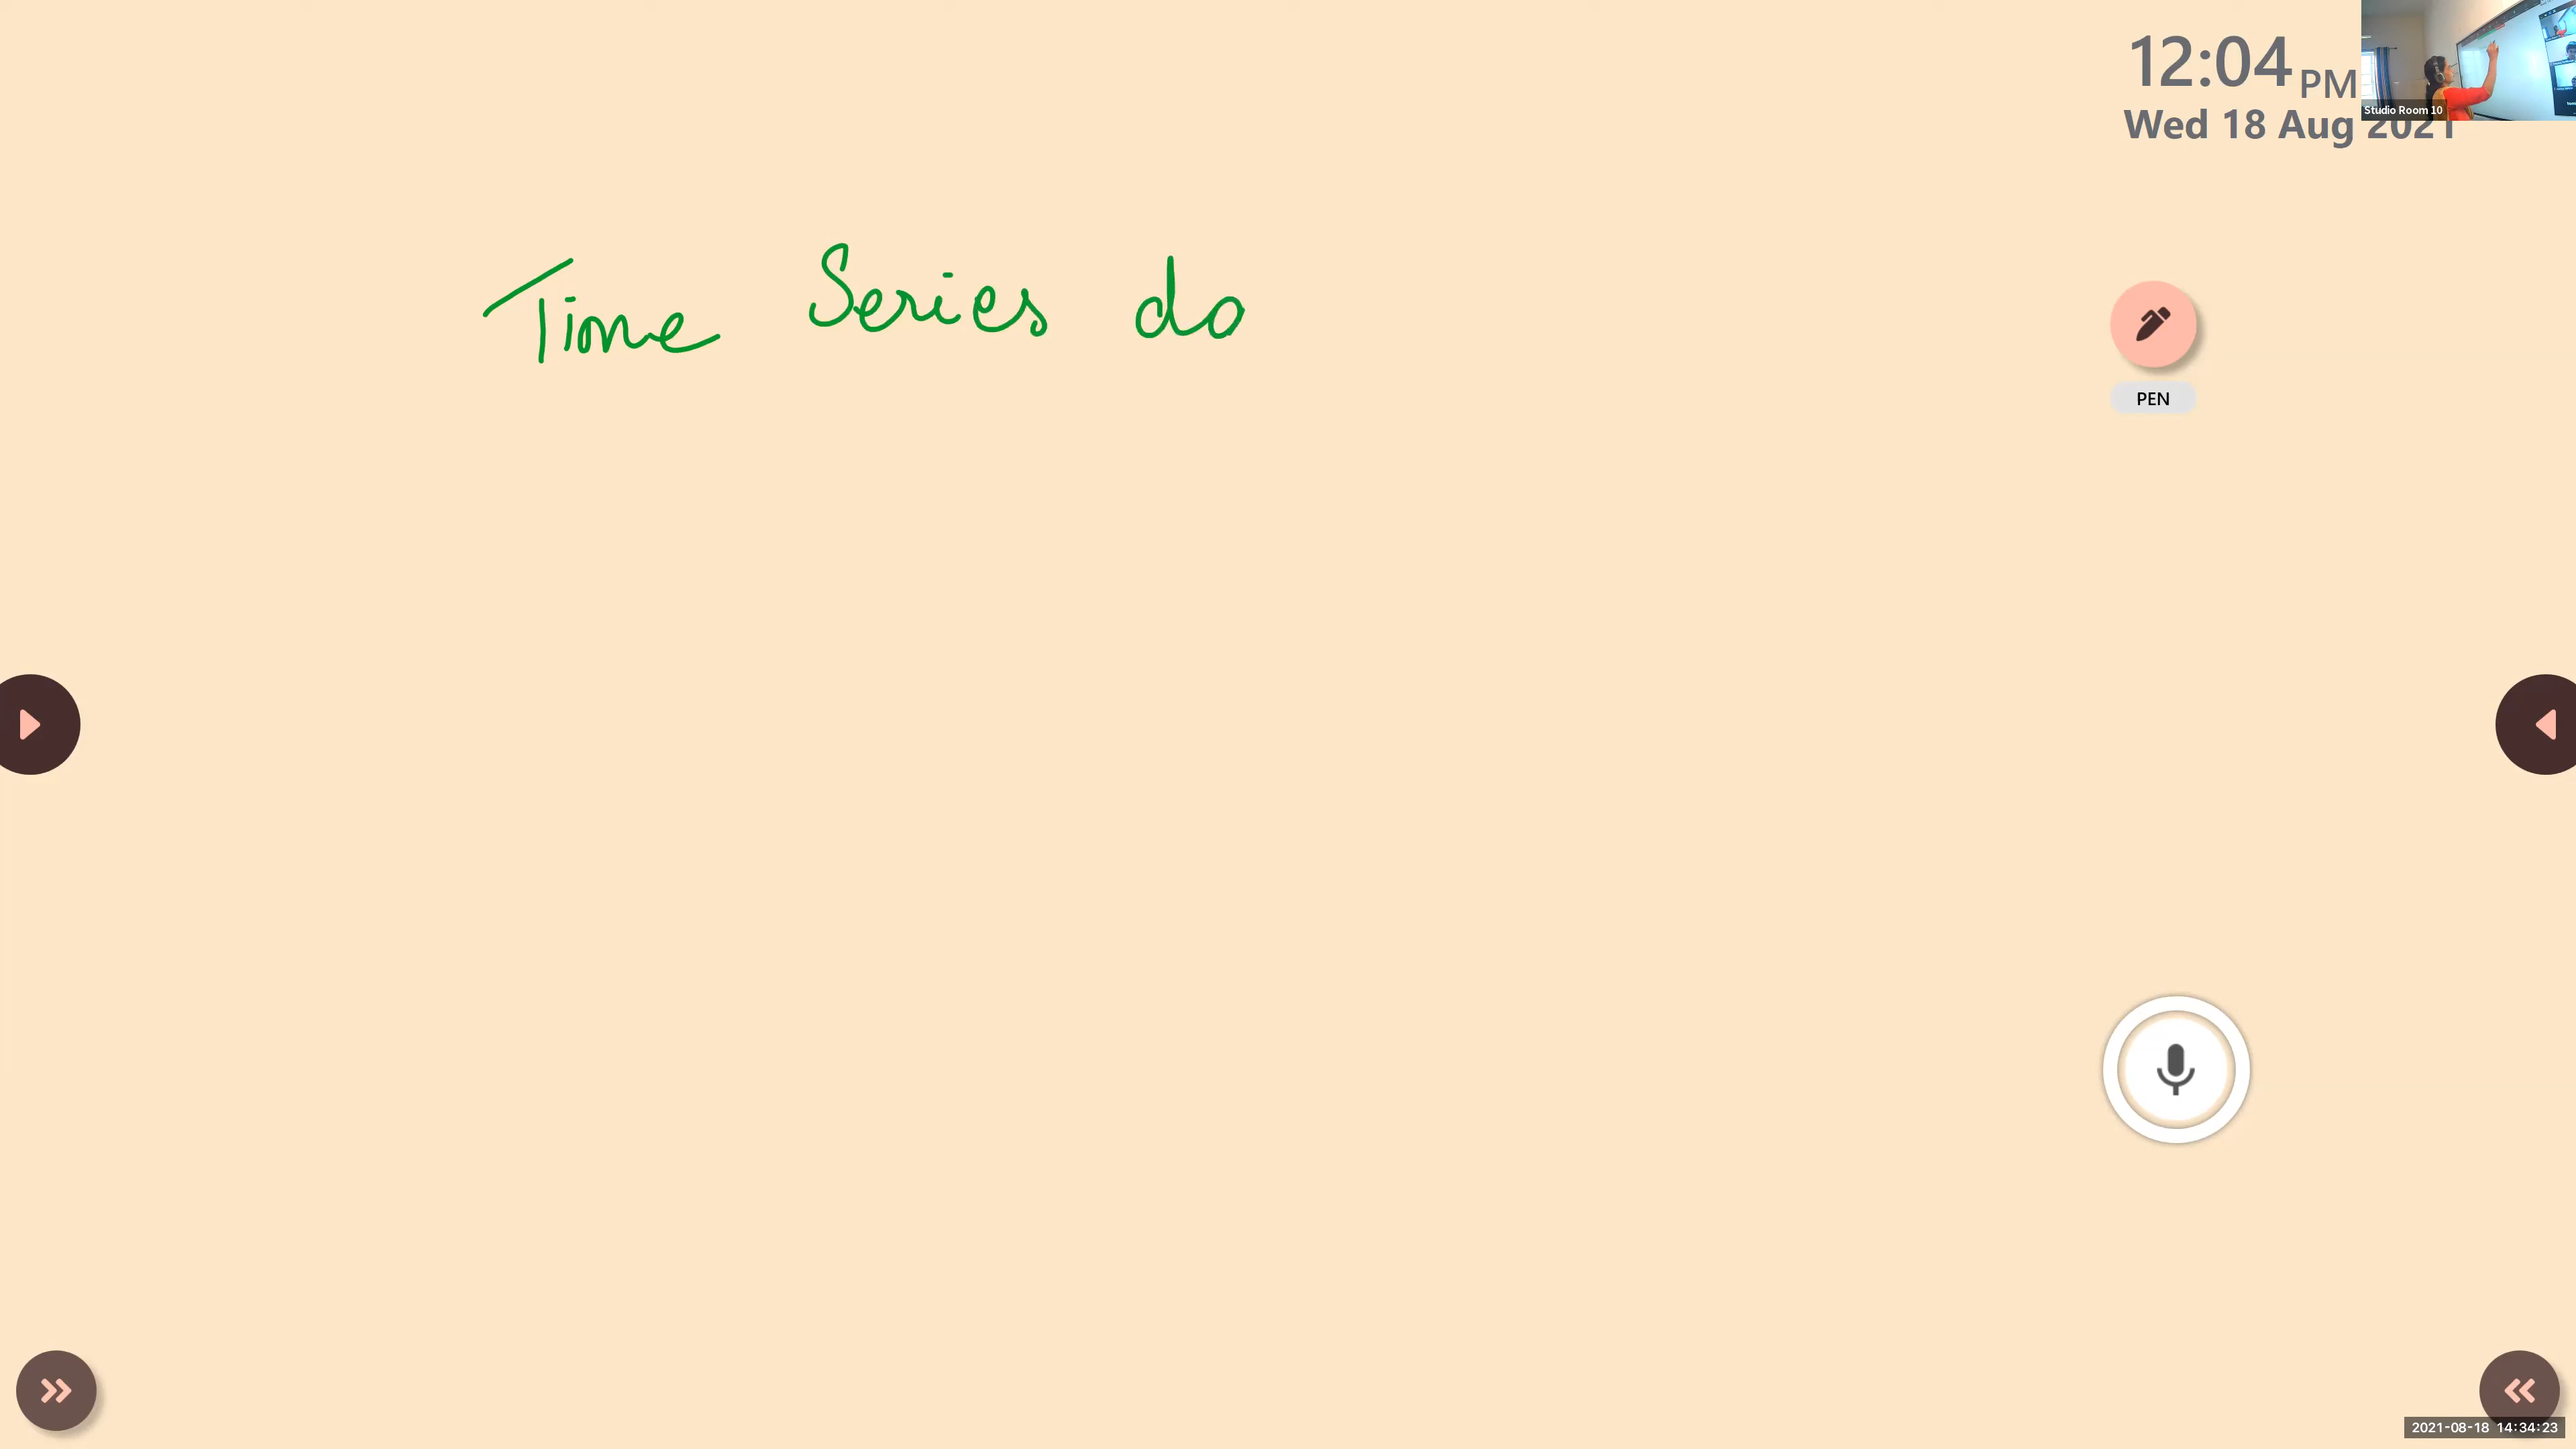 12:04 PM
Studio Room 10
Wed 18 Aug 2021
Time Series do
PEN
2021-08-18 14:34:23